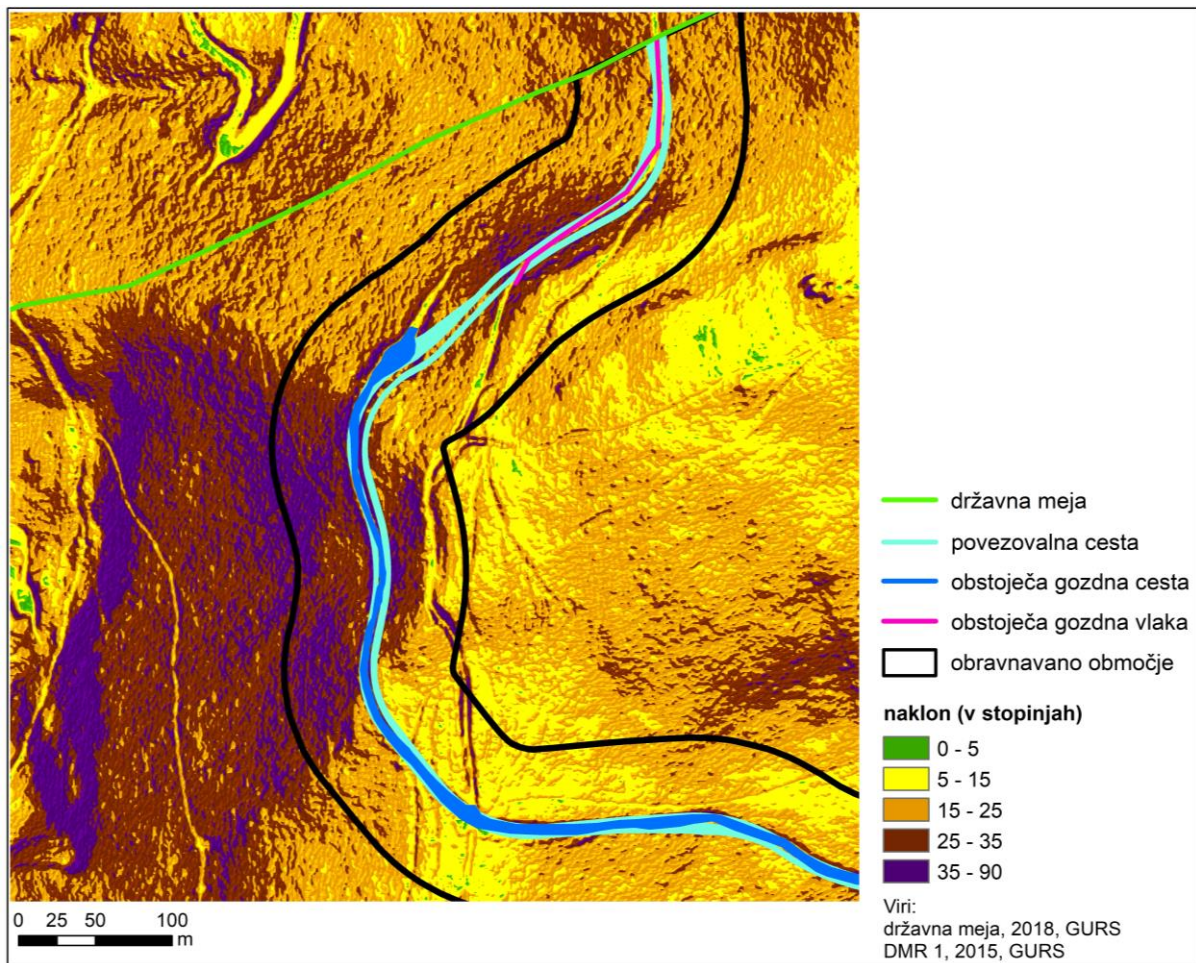 državna meja
povezovalna cesta
obstoječa gozdna cesta
obstoječa gozdna vlaka
obravnavano območje
naklon (v stopinjah)
0 - 5
5 - 15
15 - 25
25 - 35
35 - 90
Viri:
državna meja, 2018, GURS
DMR 1, 2015, GURS
0 25 50 100
m